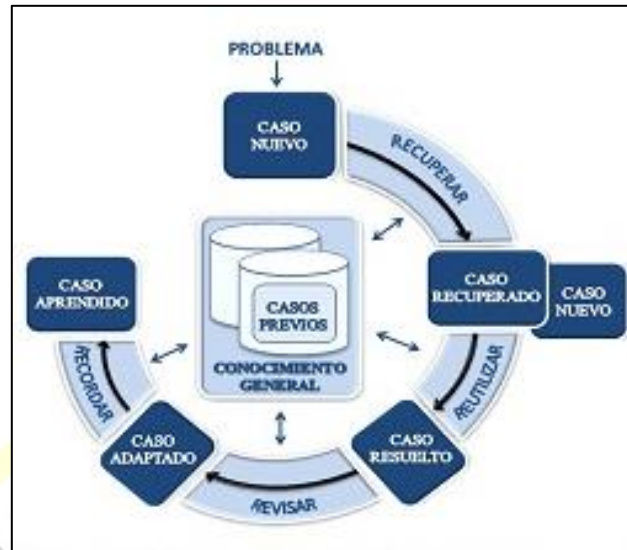 PROBLEMA
CASO
NUEVO
RECUPERAR
CASO
RECUPERADO
CASO
NUEVO
REUTILIZAR
CASO
RESUELTO
REVISAR
CASO
ADAPTADO
RECORDAR
CASO
APRENDIDO
CASOS
PREVIOS
CONOCIMIENTO
GENERAL